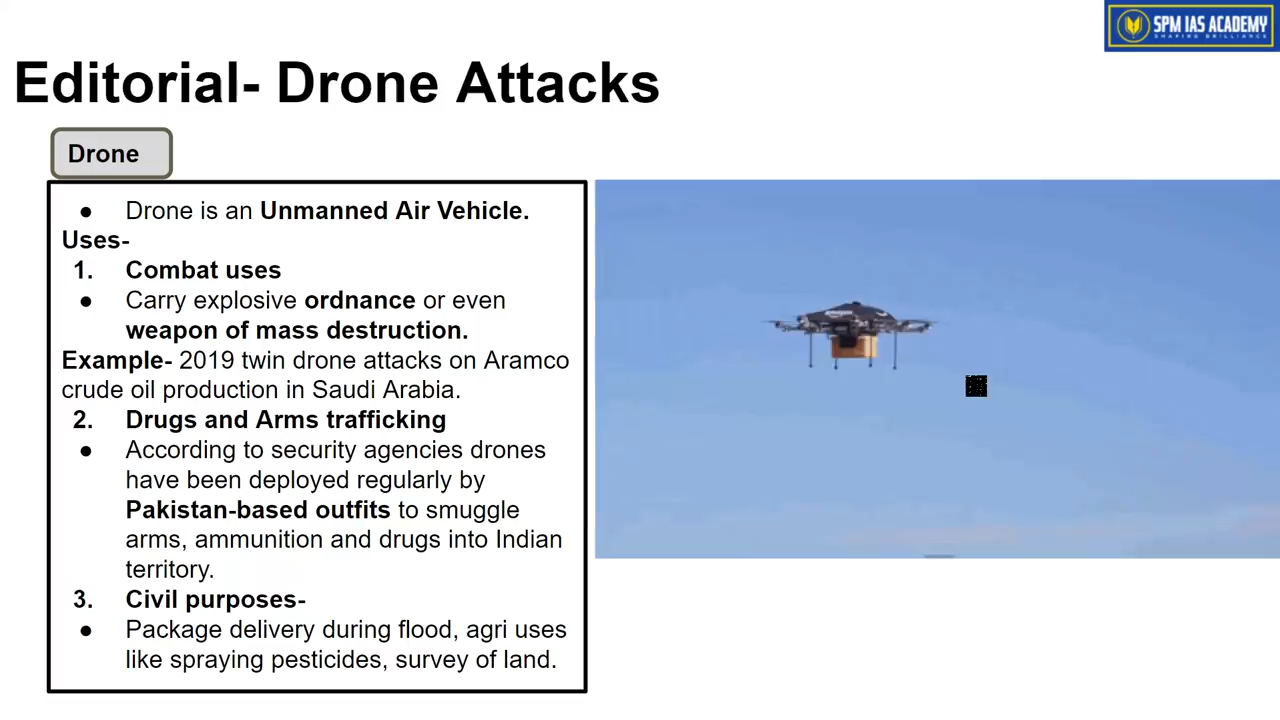 SPM IAS ACADEMY
SHAPING BRILLIANCE
Editorial- Drone Attacks
Drone
● Drone is an Unmanned Air Vehicle.
Uses-
1. Combat uses
● Carry explosive ordnance or even
weapon of mass destruction.
Example- 2019 twin drone attacks on Aramco
crude oil production in Saudi Arabia.
2. Drugs and Arms trafficking
● According to security agencies drones
have been deployed regularly by
Pakistan-based outfits to smuggle
arms, ammunition and drugs into Indian
territory.
3. Civil purposes-
● Package delivery during flood, agri uses
like spraying pesticides, survey of land.